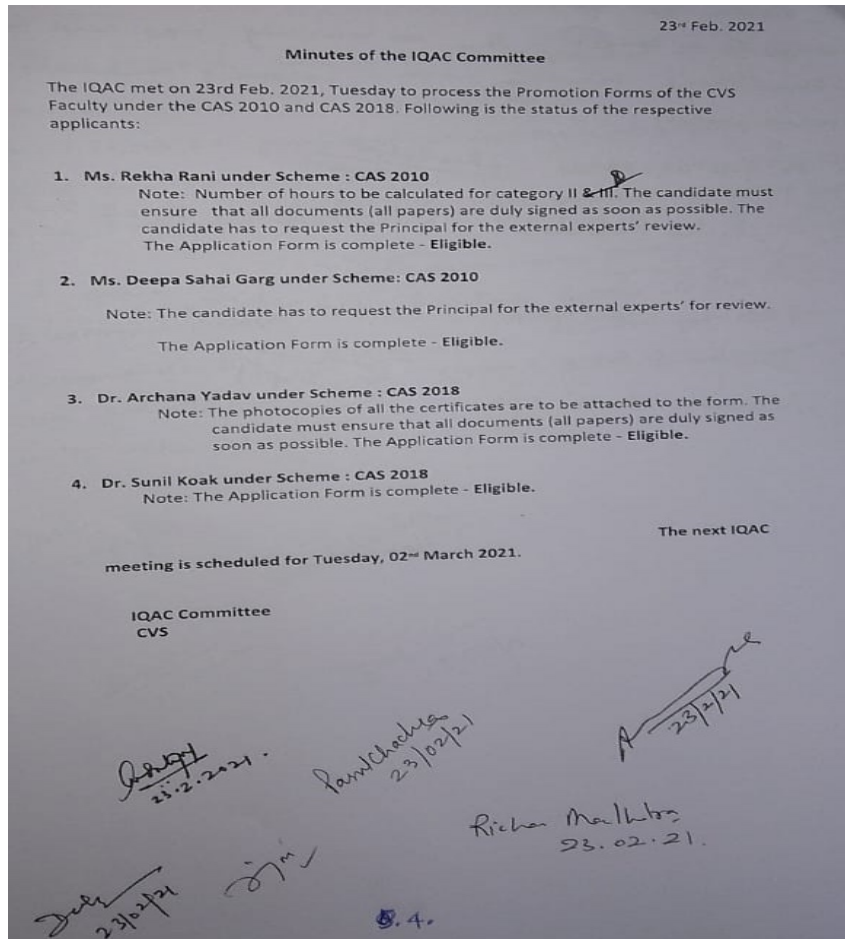 23rd Feb. 2021
Minutes of the IQAC Committee
The IQAC met on 23rd Feb. 2021, Tuesday to process the Promotion Forms of the CVS
Faculty under the CAS 2010 and CAS 2018. Following is the status of the respective
applicants:
1. Ms. Rekha Rani under Scheme : CAS 2010
Note: Number of hours to be calculated for category II & III. The candidate must
ensure that all documents (all papers) are duly signed as soon as possible. The
candidate has to request the Principal for the external experts' review.
The Application Form is complete - Eligible.
2. Ms. Deepa Sahai Garg under Scheme: CAS 2010
Note: The candidate has to request the Principal for the external experts' for review.
The Application Form is complete - Eligible.
3. Dr. Archana Yadav under Scheme : CAS 2018
Note: The photocopies of all the certificates are to be attached to the form. The
candidate must ensure that all documents (all papers) are duly signed as
soon as possible. The Application Form is complete - Eligible.
4. Dr. Sunil Koak under Scheme : CAS 2018
Note: The Application Form is complete - Eligible.
The next IQAC
meeting is scheduled for Tuesday, 02nd March 2021.
IQAC Committee
CVS
23/2/21
23/02/21
23.2.2021.
Richa Malhotra
23.02.21.
23/02/21
4.